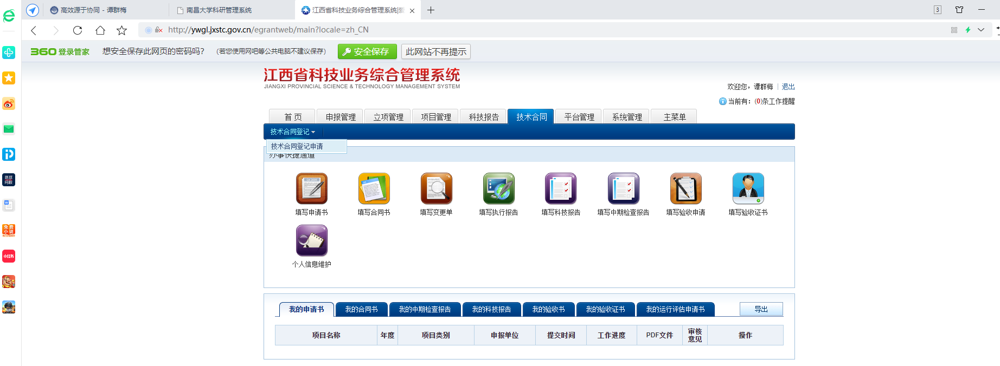 高效源于协同 - 谭群梅
南昌大学科研管理系统
江西省科技业务综合管理系统|爱
3
http://ywgl.jxstc.gov.cn/egrantweb/main?locale=zh_CN
360 登录管家 想安全保存此网页的密码吗? (若您使用网吧等公共电脑不建议保存) 安全保存 此网站不再提示
江西省科技业务综合管理系统
JIANGXI PROVINCIAL SCIENCE & TECHNOLOGY MANAGEMENT SYSTEM
欢迎您，谭群梅 | 退出
当前有：(0)条工作提醒
首 页 申报管理 立项管理 项目管理 科技报告 技术合同 平台管理 系统管理 主菜单
技术合同登记
技术合同登记申请
办事快捷通道
填写申请书 填写合同书 填写变更单 填写执行报告 填写科技报告 填写中期检查报告 填写验收申请 填写验收证书
个人信息维护
我的申请书 我的合同书 我的中期检查报告 我的科技报告 我的验收书 我的验收证书 我的运行评估申请书 导出
项目名称 年度 项目类别 申报单位 提交时间 工作进度 PDF文件 审核意见 操作
环球
网校
免费
小说
小红书